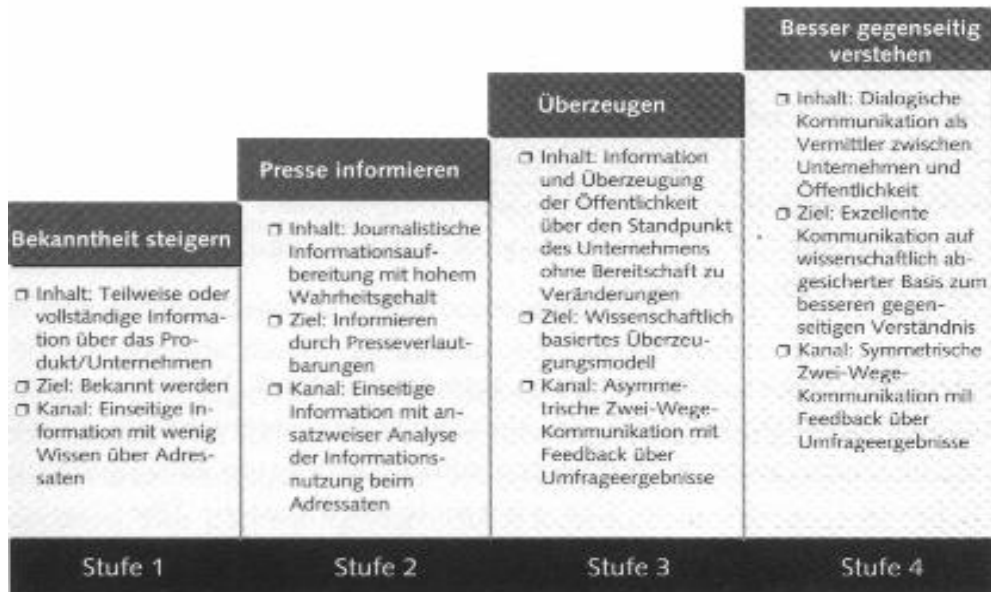 Bekanntheit steigern
❒ Inhalt: Teilweise oder
vollständige Informa-
tion über das Pro-
dukt/Unternehmen
❒ Ziel: Bekannt werden
❒ Kanal: Einseitige In-
formation mit wenig
Wissen über Adres-
saten
Stufe 1
Presse informieren
❒ Inhalt: Journalistische
Informationsauf-
bereitung mit hohem
Wahrheitsgehalt
❒ Ziel: Informieren
durch Presseverlaut-
barungen
❒ Kanal: Einseitige
Information mit an-
satzweiser Analyse
der Informations-
nutzung beim
Adressaten
Stufe 2
Überzeugen
❒ Inhalt: Information
und Überzeugung
der Öffentlichkeit
über den Standpunkt
des Unternehmens
ohne Bereitschaft zu
Veränderungen
❒ Ziel: Wissenschaftlich
basiertes Überzeu-
gungsmodell
❒ Kanal: Asymme-
trische Zwei-Wege-
Kommunikation mit
Feedback über
Umfrageergebnisse
Stufe 3
Besser gegenseitig
verstehen
❒ Inhalt: Dialogische
Kommunikation als
Vermittler zwischen
Unternehmen und
Öffentlichkeit
❒ Ziel: Exzellente
Kommunikation auf
wissenschaftlich ab-
gesicherter Basis zum
besseren gegen-
seitigen Verständnis
❒ Kanal: Symmetrische
Zwei-Wege-
Kommunikation mit
Feedback über
Umfrageergebnisse
Stufe 4